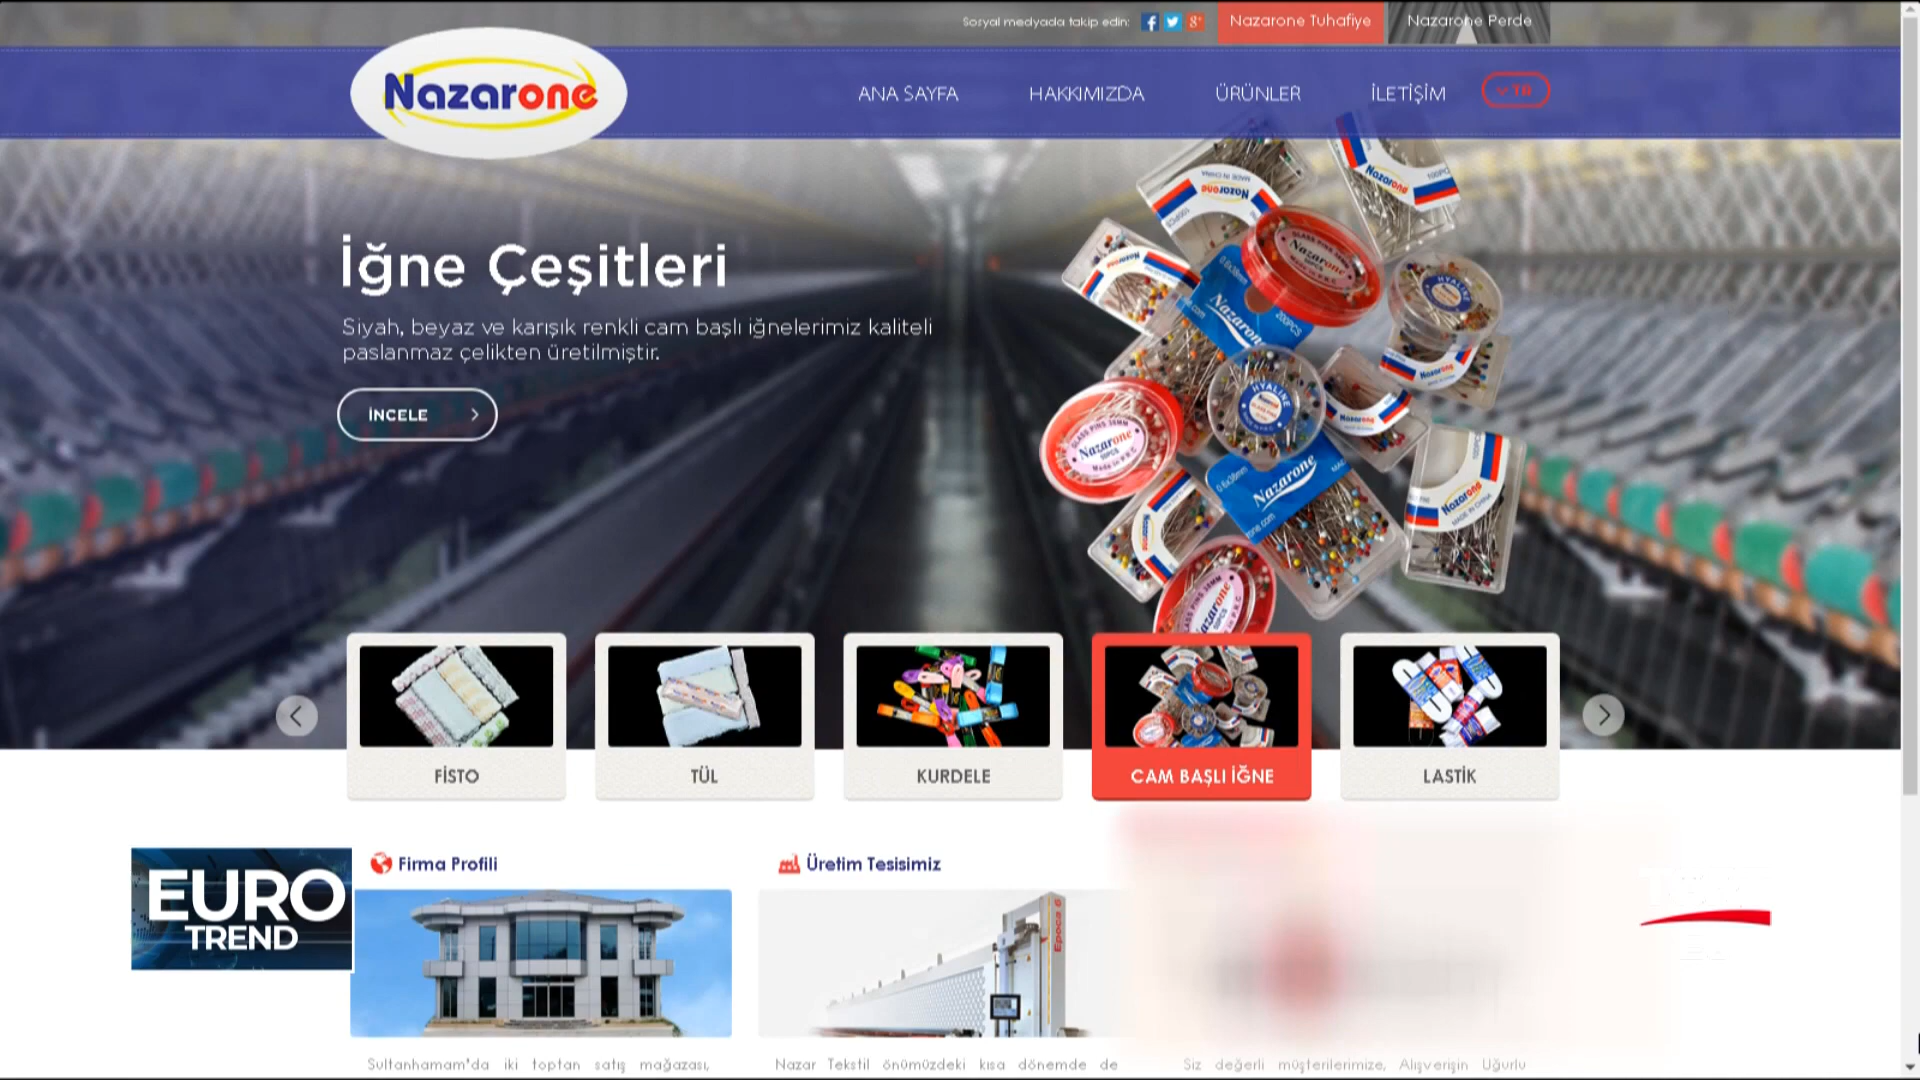 Sosyal medyada takip edin:
Nazarone Tuhafiye
Nazarone Perde
Nazarone
ANA SAYFA
HAKKIMIZDA
ÜRÜNLER
İLETİŞİM
TR
İğne Çeşitleri
Siyah, beyaz ve karışık renkli cam başlı iğnelerimiz kaliteli
paslanmaz çelikten üretilmiştir.
İNCELE
FİSTO
TÜL
KURDELE
CAM BAŞLI İĞNE
LASTİK
EURO
TREND
Firma Profili
Üretim Tesisimiz
Epoca 6
Sultanhamam'da iki toptan satış mağazası,
Nazar Tekstil önümüzdeki kısa dönemde de
Siz değerli müşterilerimize, Alışverişin Uğurlu